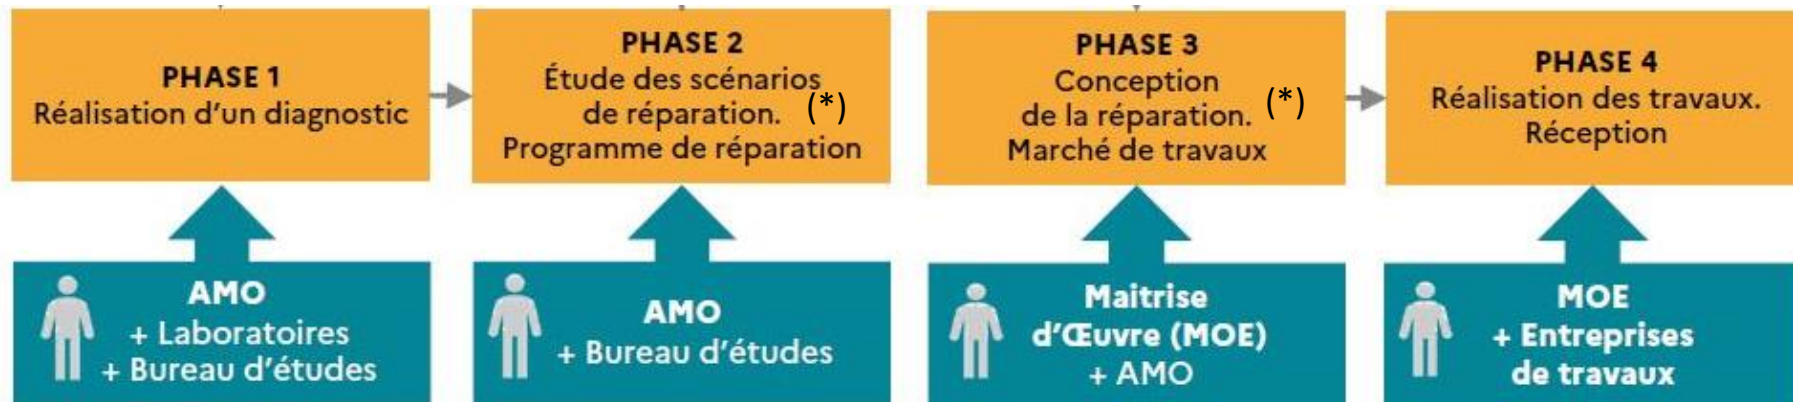 PHASE 1
Réalisation d'un diagnostic
PHASE 2
Étude des scénarios
de réparation. (*)
Programme de réparation
PHASE 3
Conception
de la réparation. (*)
Marché de travaux
PHASE 4
Réalisation des travaux.
Réception
AMO
+ Laboratoires
+ Bureau d'études
AMO
+ Bureau d'études
Maitrise
d'Œuvre (MOE)
+ AMO
MOE
+ Entreprises
de travaux